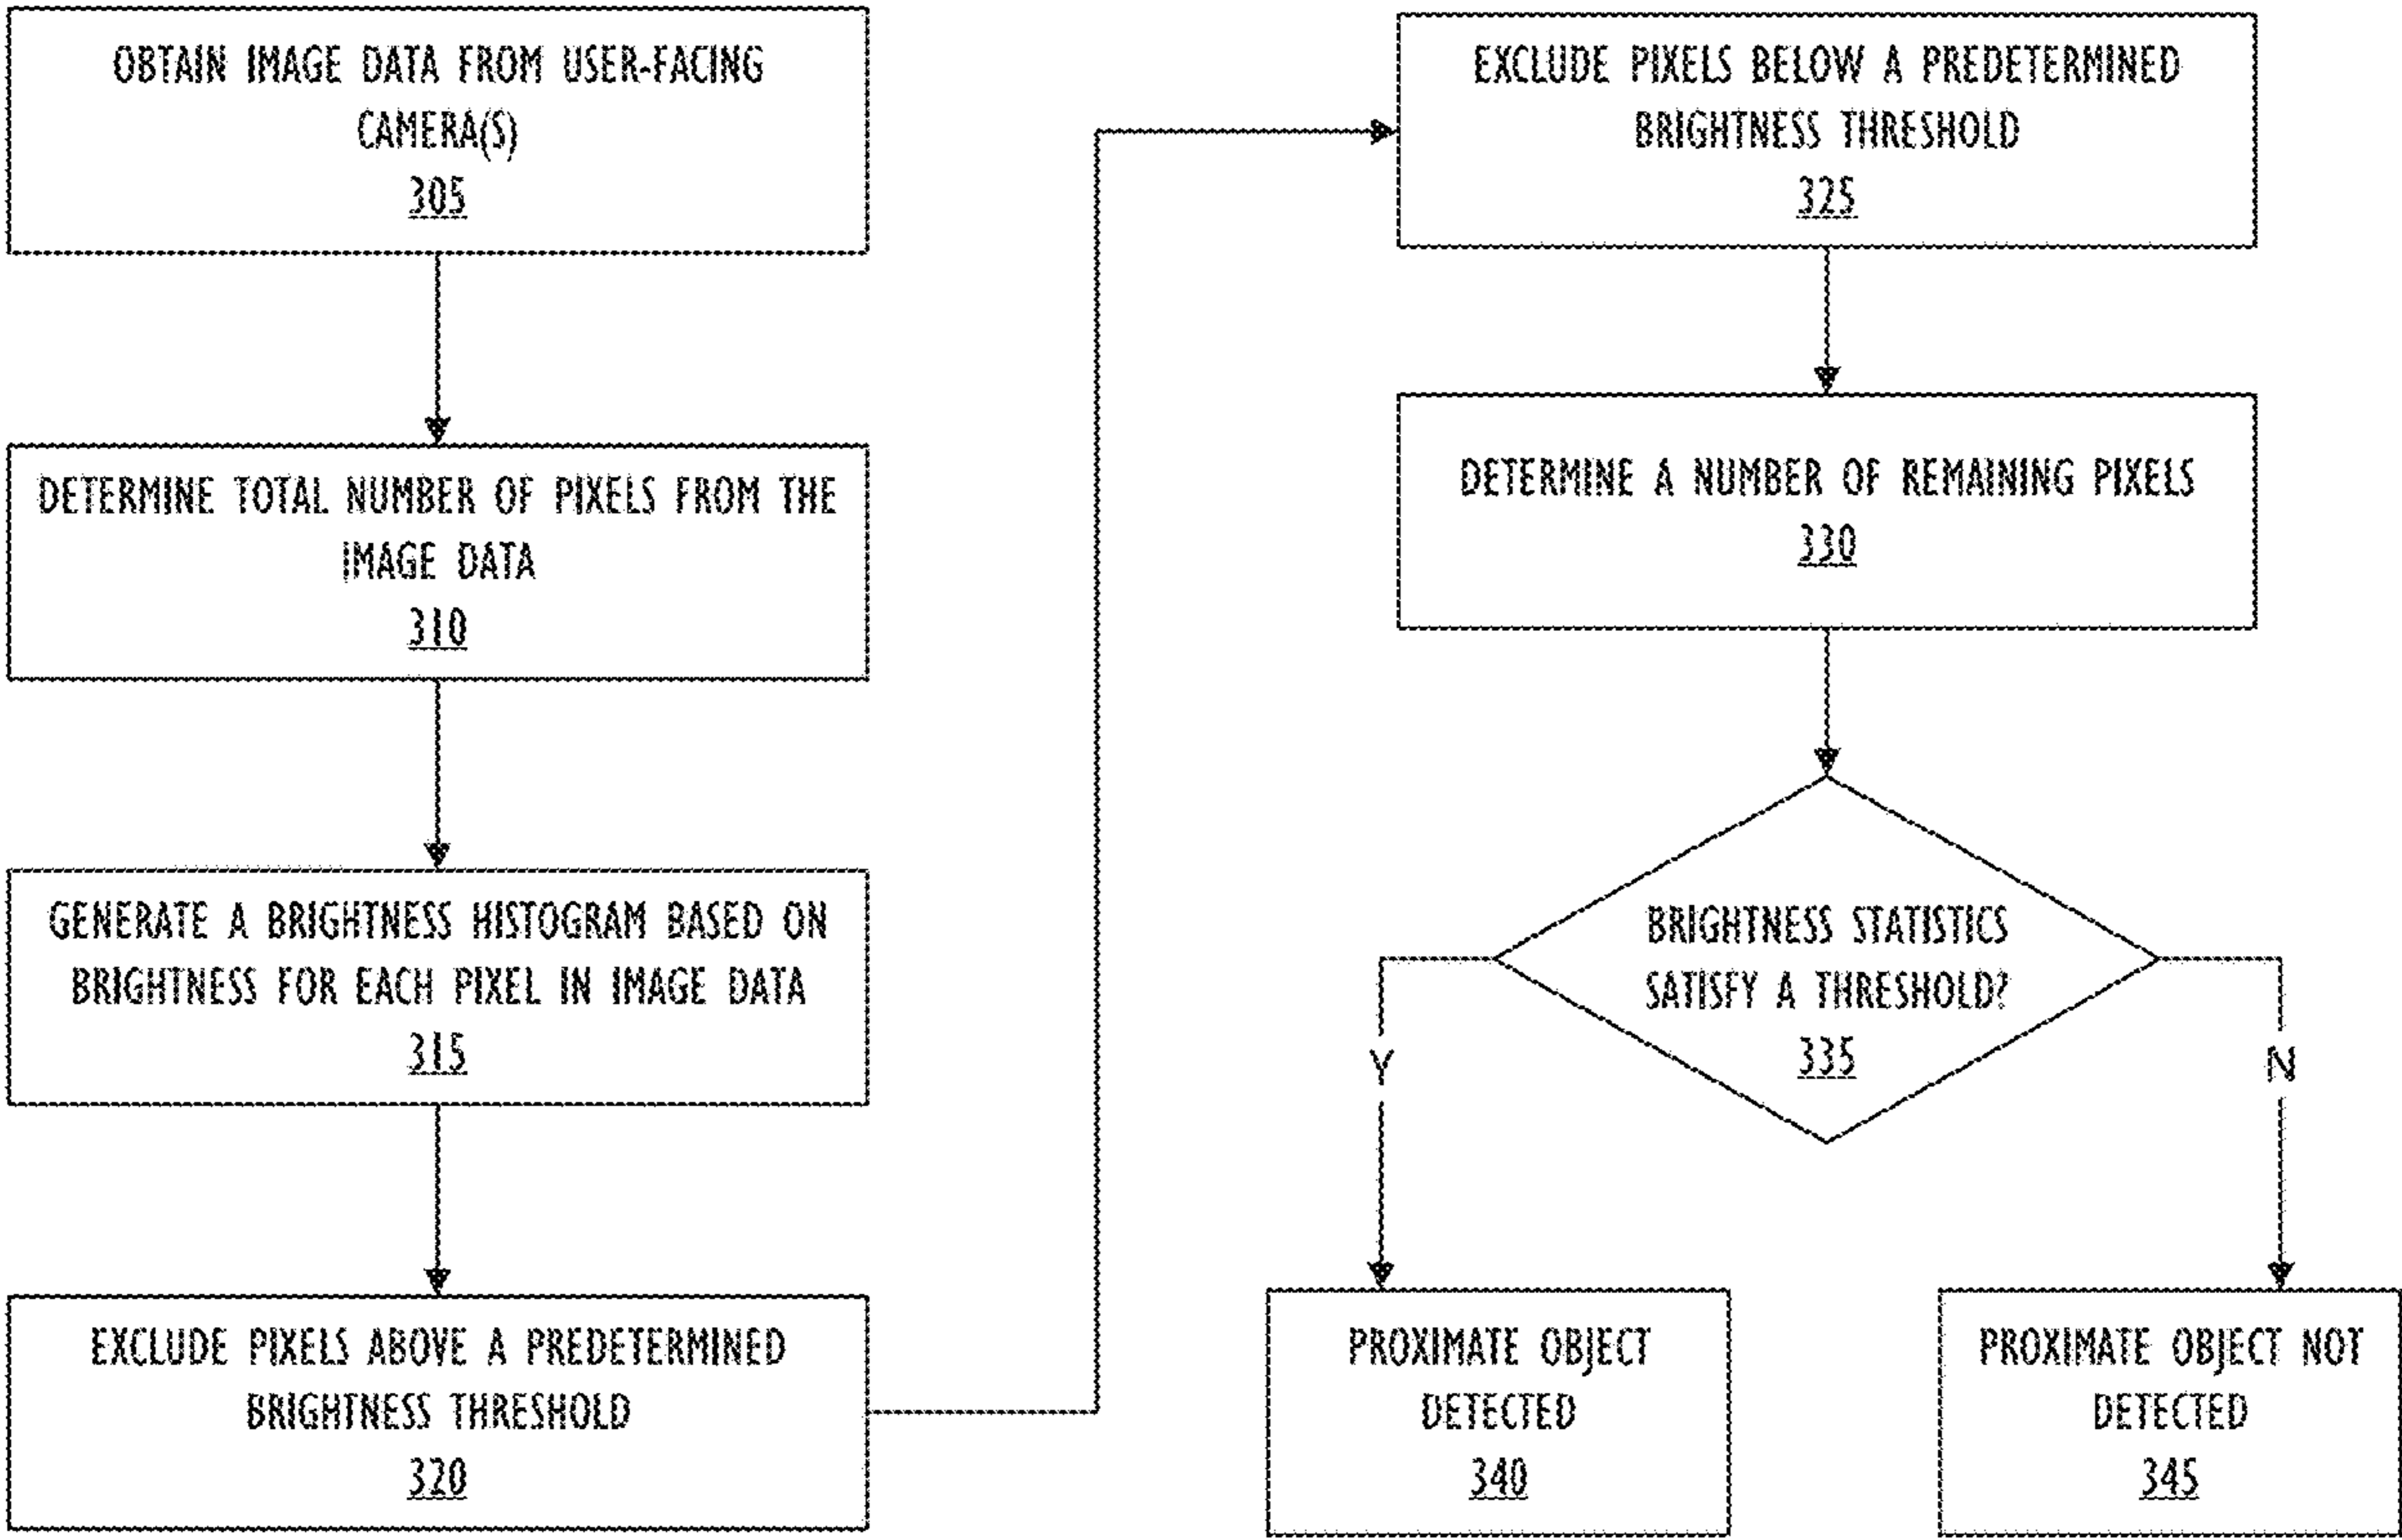 OBTAIN IMAGE DATA FROM USER-FACING
CAMERA(S)
305
DETERMINE TOTAL NUMBER OF PIXELS FROM THE
IMAGE DATA
310
GENERATE A BRIGHTNESS HISTOGRAM BASED ON
BRIGHTNESS FOR EACH PIXEL IN IMAGE DATA
315
EXCLUDE PIXELS ABOVE A PREDETERMINED
BRIGHTNESS THRESHOLD
320
EXCLUDE PIXELS BELOW A PREDETERMINED
BRIGHTNESS THRESHOLD
325
DETERMINE A NUMBER OF REMAINING PIXELS
330
BRIGHTNESS STATISTICS
SATISFY A THRESHOLD?
335
Y
N
PROXIMATE OBJECT
DETECTED
340
PROXIMATE OBJECT NOT
DETECTED
345